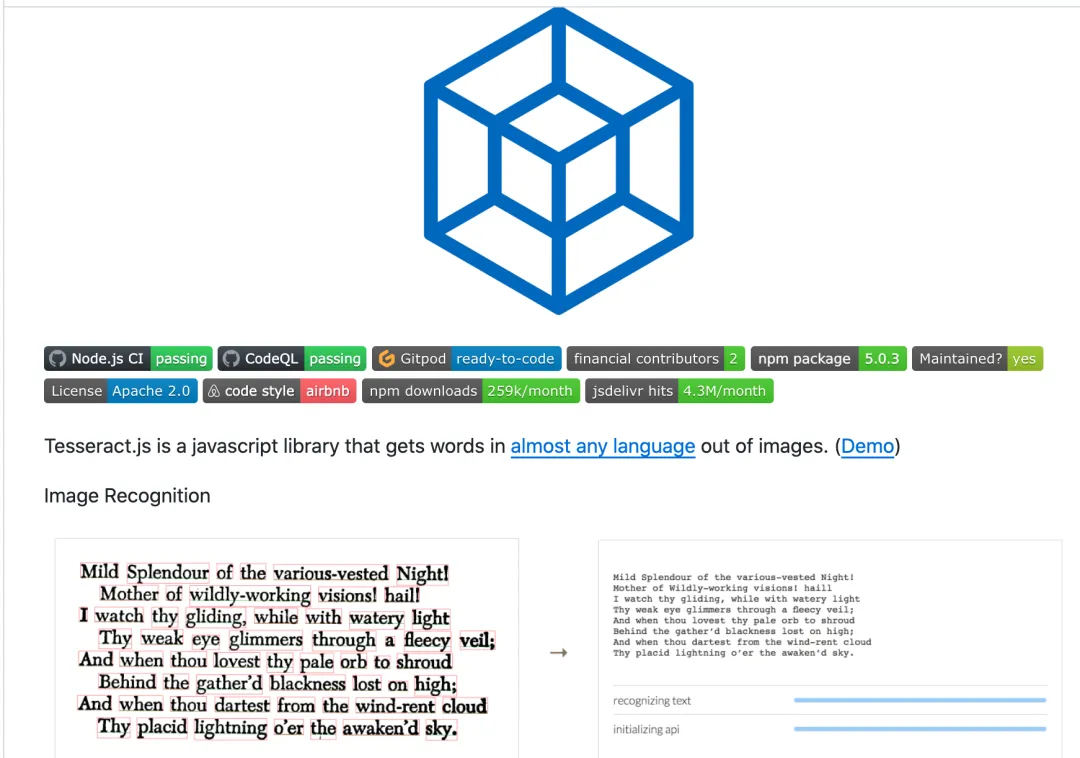 Node.js CI passing CodeQL passing Gitpod ready-to-code financial contributors 2 npm package 5.0.3 Maintained? yes
License Apache 2.0 code style airbnb npm downloads 259k/month jsdelivr hits 4.3M/month
Tesseract.js is a javascript library that gets words in almost any language out of images. (Demo)
Image Recognition
Mild Splendour of the various-vested Night!
Mother of wildly-working visions! hail!
I watch thy gliding, while with watery light
Thy weak eye glimmers through a fleecy veil;
And when thou lovest thy pale orb to shroud
Behind the gather'd blackness lost on high;
And when thou dartest from the wind-rent cloud
Thy placid lightning o'er the awaken'd sky.
→
Mild Splendour of the various-vested Night!
Mother of Wildly-working visions! haill
I watch thy gliding, while with watery light
Thy weak eye glimmers through a fleecy veil;
And when thou lovest thy pale orb to shroud
Behind the gather’d blackness lost on high;
And when thou dartest from the wind-rent cloud
Thy placid lightning o’er the awaken’d sky.
recognizing text
initializing api